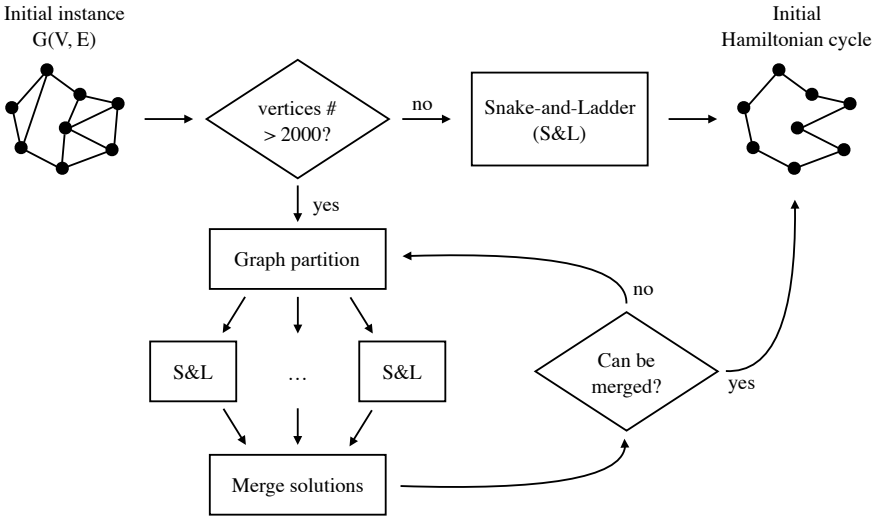 Initial instance
G(V, E)
Initial
Hamiltonian cycle
vertices #
> 2000?
no
Snake-and-Ladder
(S&L)
yes
Graph partition
no
S&L
...
S&L
Can be
merged?
yes
Merge solutions